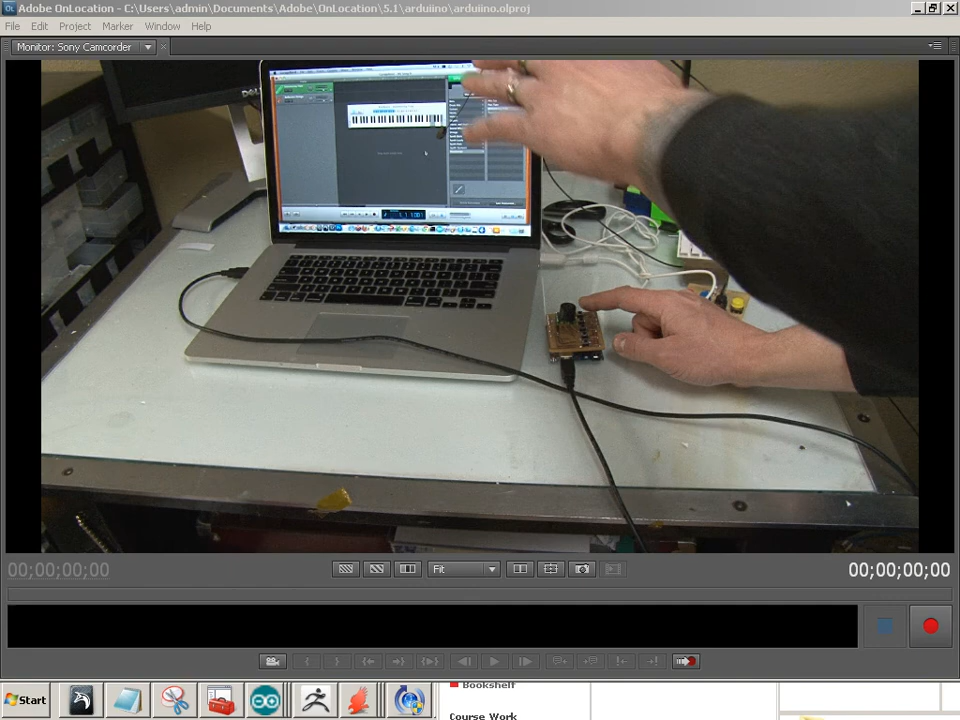 Adobe OnLocation - C:\Users\admin\Documents\Adobe\OnLocation\5.1\arduiino\arduiino.olproj
File Edit Project Marker Window Help
Monitor: Sony Camcorder
DELL
00;00;00;00
Fit
00;00;00;00
Start
Bookshelf
Course Work